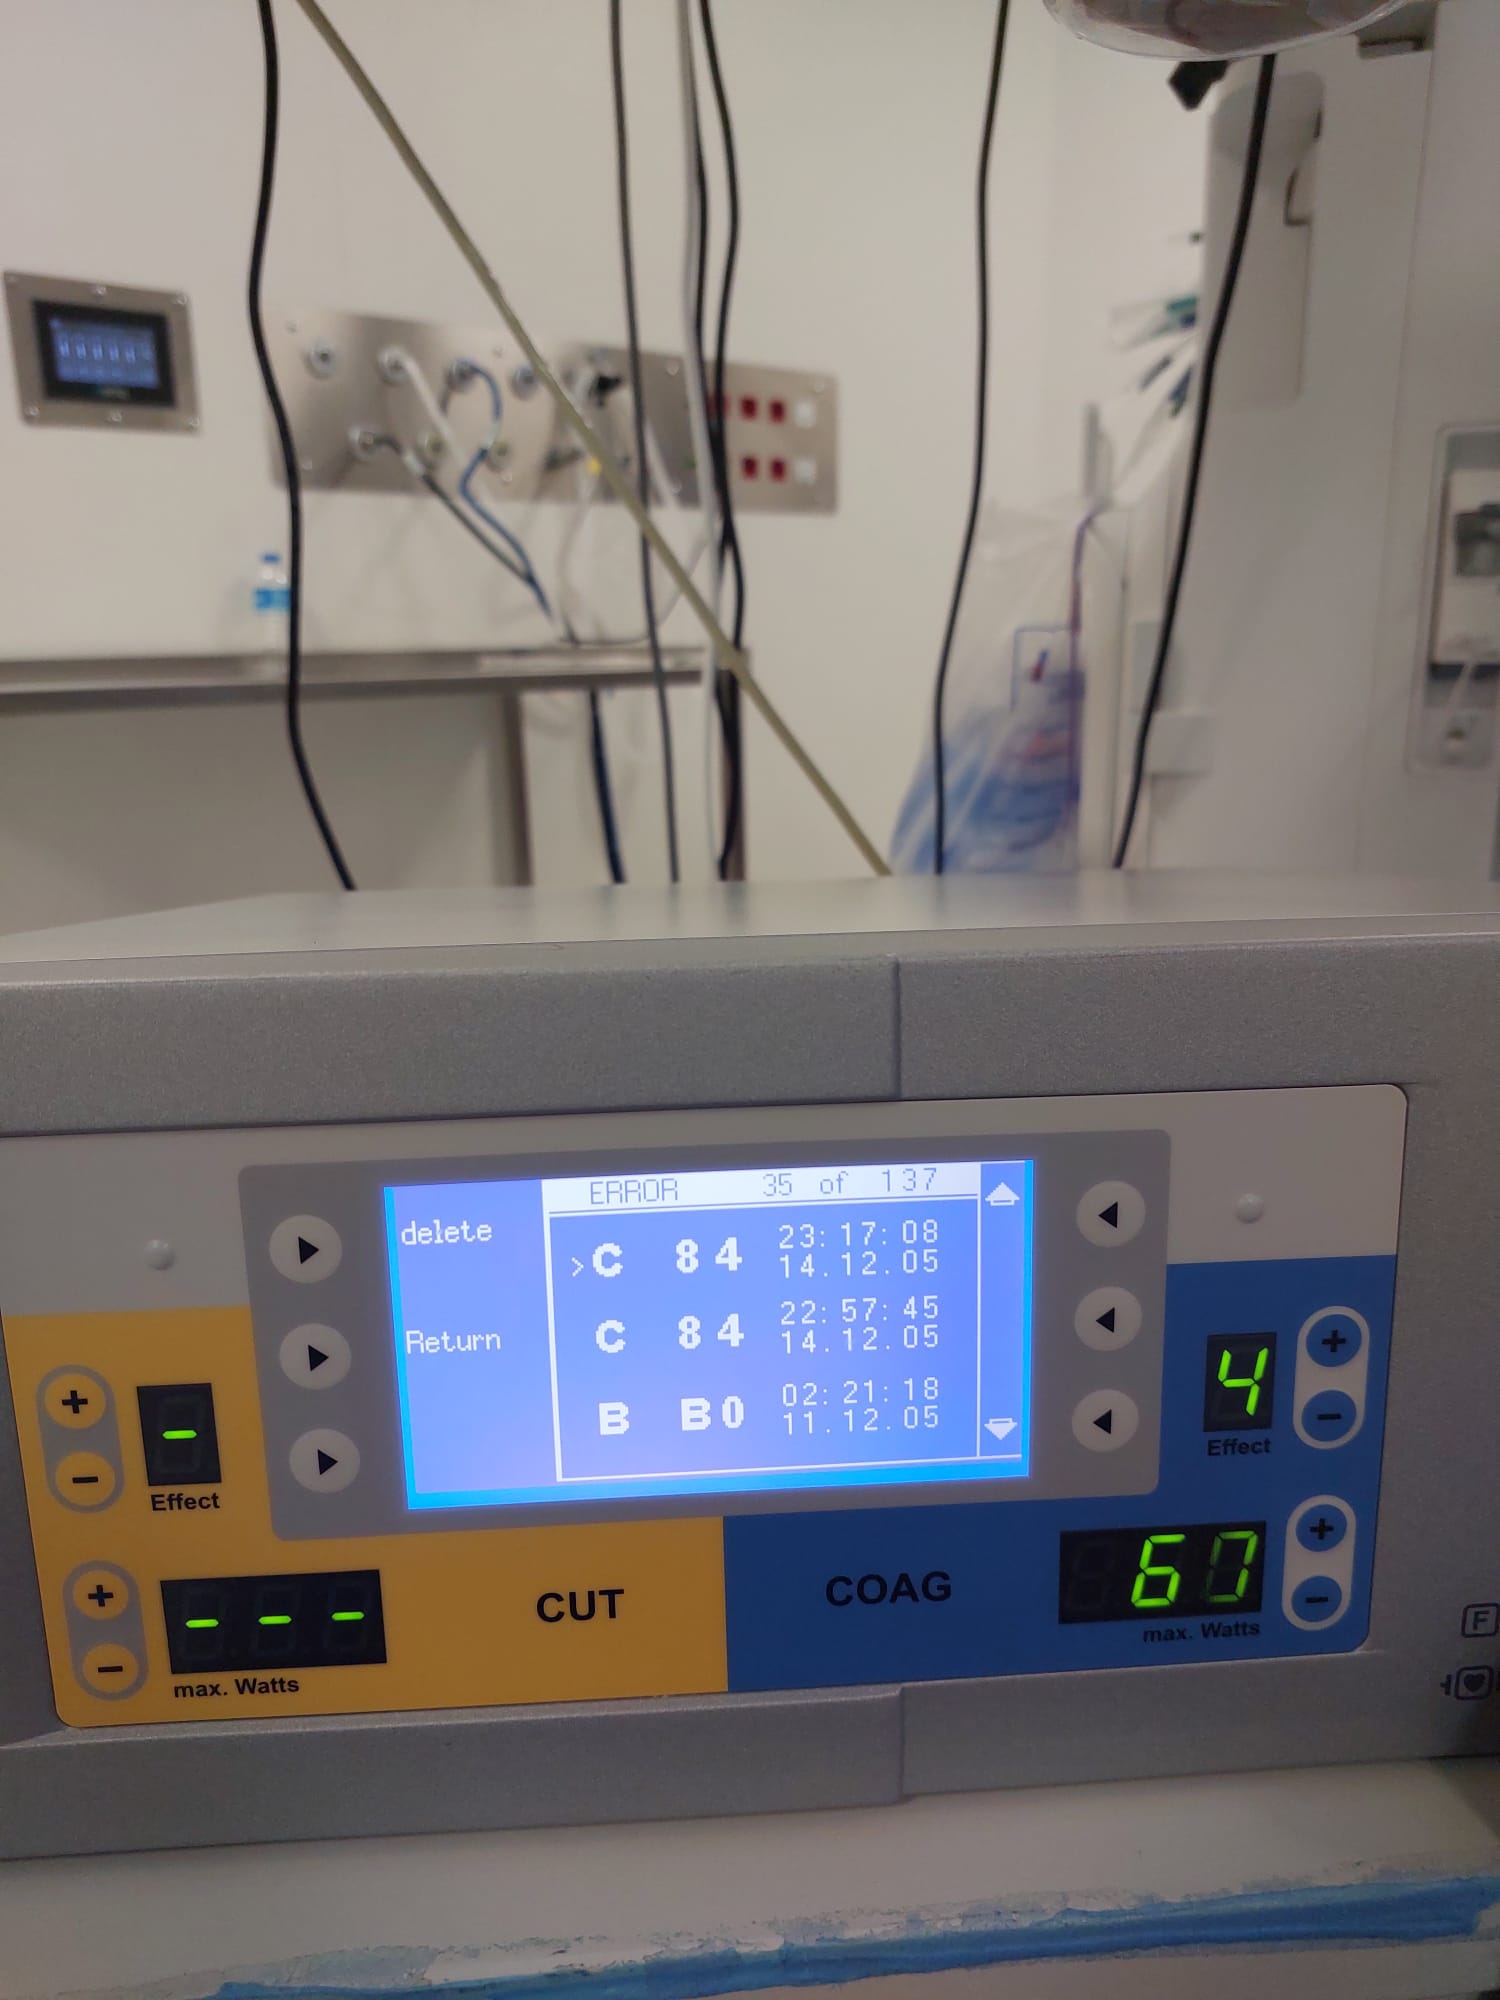 ERROR 35 of 137
delete
>C 84 23:17:08
14.12.05
C 84 22:57:45
14.12.05
Return
B B0 02:21:18
11.12.05
+
-
-
Effect
4
+
-
Effect
+
-
- - -
max. Watts
CUT
COAG
67
+
-
max. Watts
F